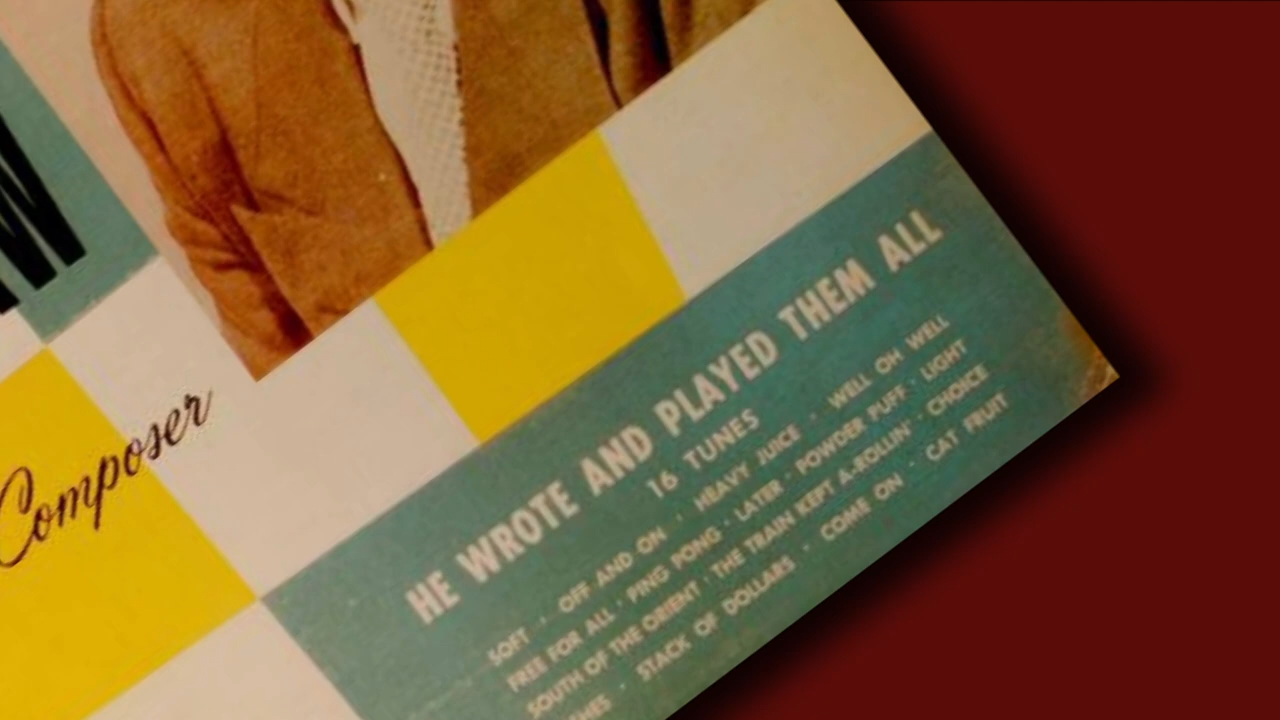 Composer
HE WROTE AND PLAYED THEM ALL
16 TUNES
SOFT · OFF AND ON · HEAVY JUICE · WELL OH WELL
FREE FOR ALL · PING PONG · LATER · POWDER PUFF · LIGHT
SOUTH OF THE ORIENT · THE TRAIN KEPT A-ROLLIN' · CHOICE
· STACK OF DOLLARS · COME ON · CAT FRUIT